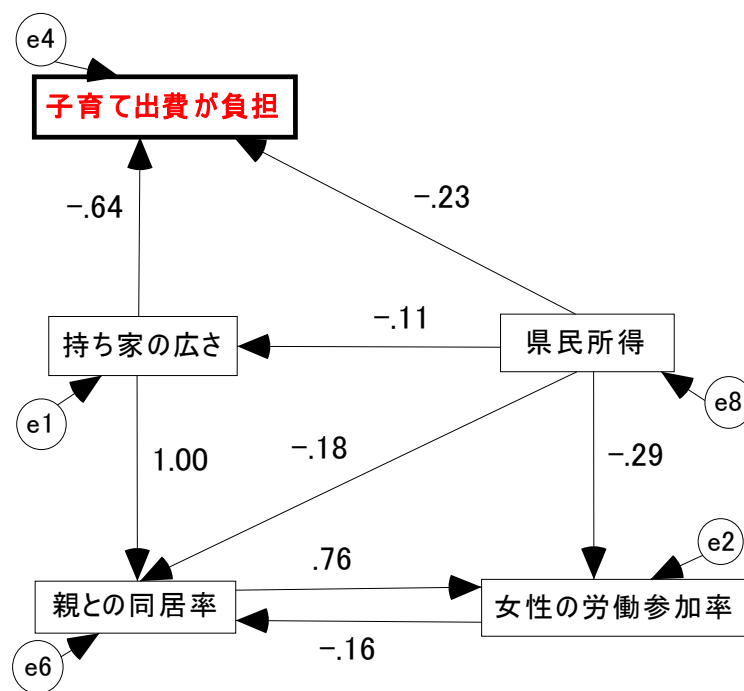 e4
子育て出費が負担
-.64
-.23
持ち家の広さ
-.11
県民所得
e1
e8
1.00
-.18
-.29
e2
.76
親との同居率
女性の労働参加率
-.16
e6